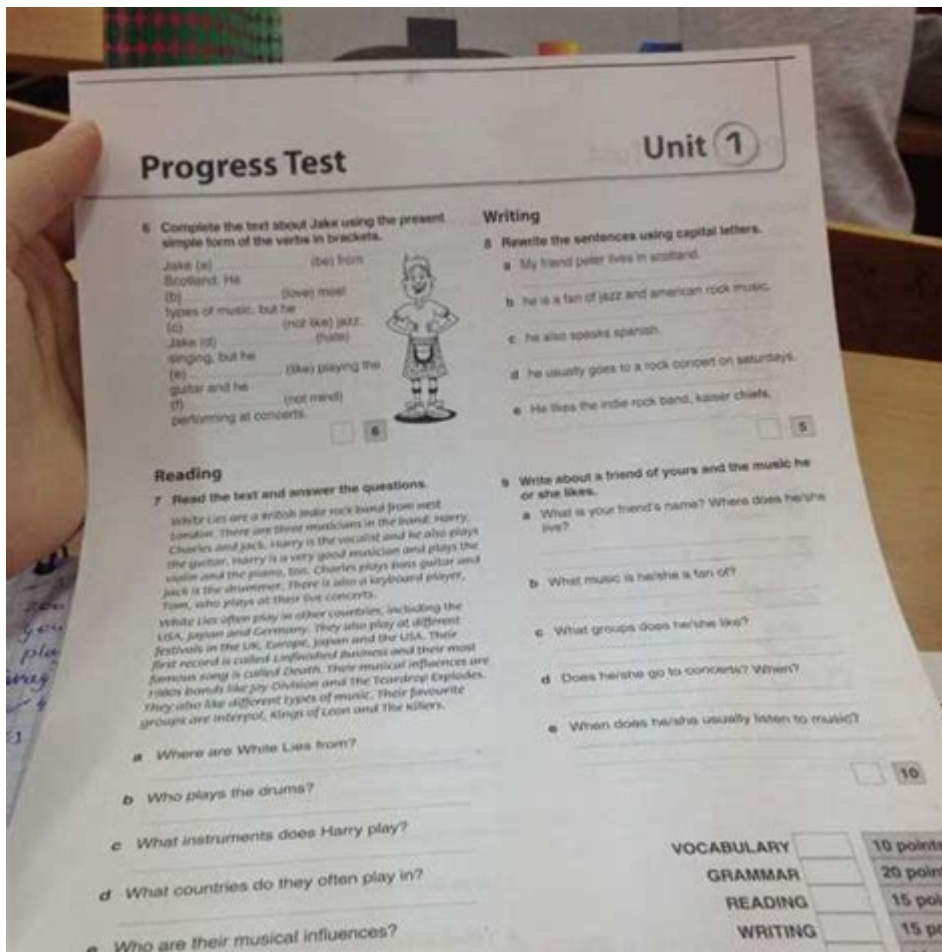 Progress Test
Unit 1
6 Complete the text about Jake using the present
simple form of the verbs in brackets.
Jake (a) (be) from
Scotland. He
(b) (love) most
types of music, but he
(c) (not like) jazz.
Jake (d) (hate)
singing, but he
(e) (like) playing the
guitar and he
(f) (not mind)
performing at concerts.
6
Reading
7 Read the text and answer the questions.
White Lies are a British indie rock band from west
London. There are three musicians in the band: Harry,
Charles and Jack. Harry is the vocalist and he also plays
the guitar. Harry is a very good musician and plays the
violin and the piano, too. Charles plays bass guitar and
Jack is the drummer. There is also a keyboard player,
Tom, who plays at their live concerts.
White Lies often play in other countries, including the
USA, Japan and Germany. They also play at different
festivals in the UK, Europe, Japan and the USA. Their
first record is called Unfinished Business and their most
famous song is called Death. Their musical influences are
1980s bands like Joy Division and The Teardrop Explodes.
They also like different types of music. Their favourite
groups are Interpol, Kings of Leon and The Killers.
a Where are White Lies from?
b Who plays the drums?
c What instruments does Harry play?
d What countries do they often play in?
e Who are their musical influences?
Writing
8 Rewrite the sentences using capital letters.
a My friend peter lives in scotland.
b he is a fan of jazz and american rock music.
c he also speaks spanish.
d he usually goes to a rock concert on saturdays.
e He likes the indie rock band, kaiser chiefs.
5
9 Write about a friend of yours and the music he
or she likes.
a What is your friend's name? Where does he/she
live?
b What music is he/she a fan of?
c What groups does he/she like?
d Does he/she go to concerts? When?
e When does he/she usually listen to music?
10
VOCABULARY 10 points
GRAMMAR 20 poin
READING 15 poi
WRITING 15 po
you
pla